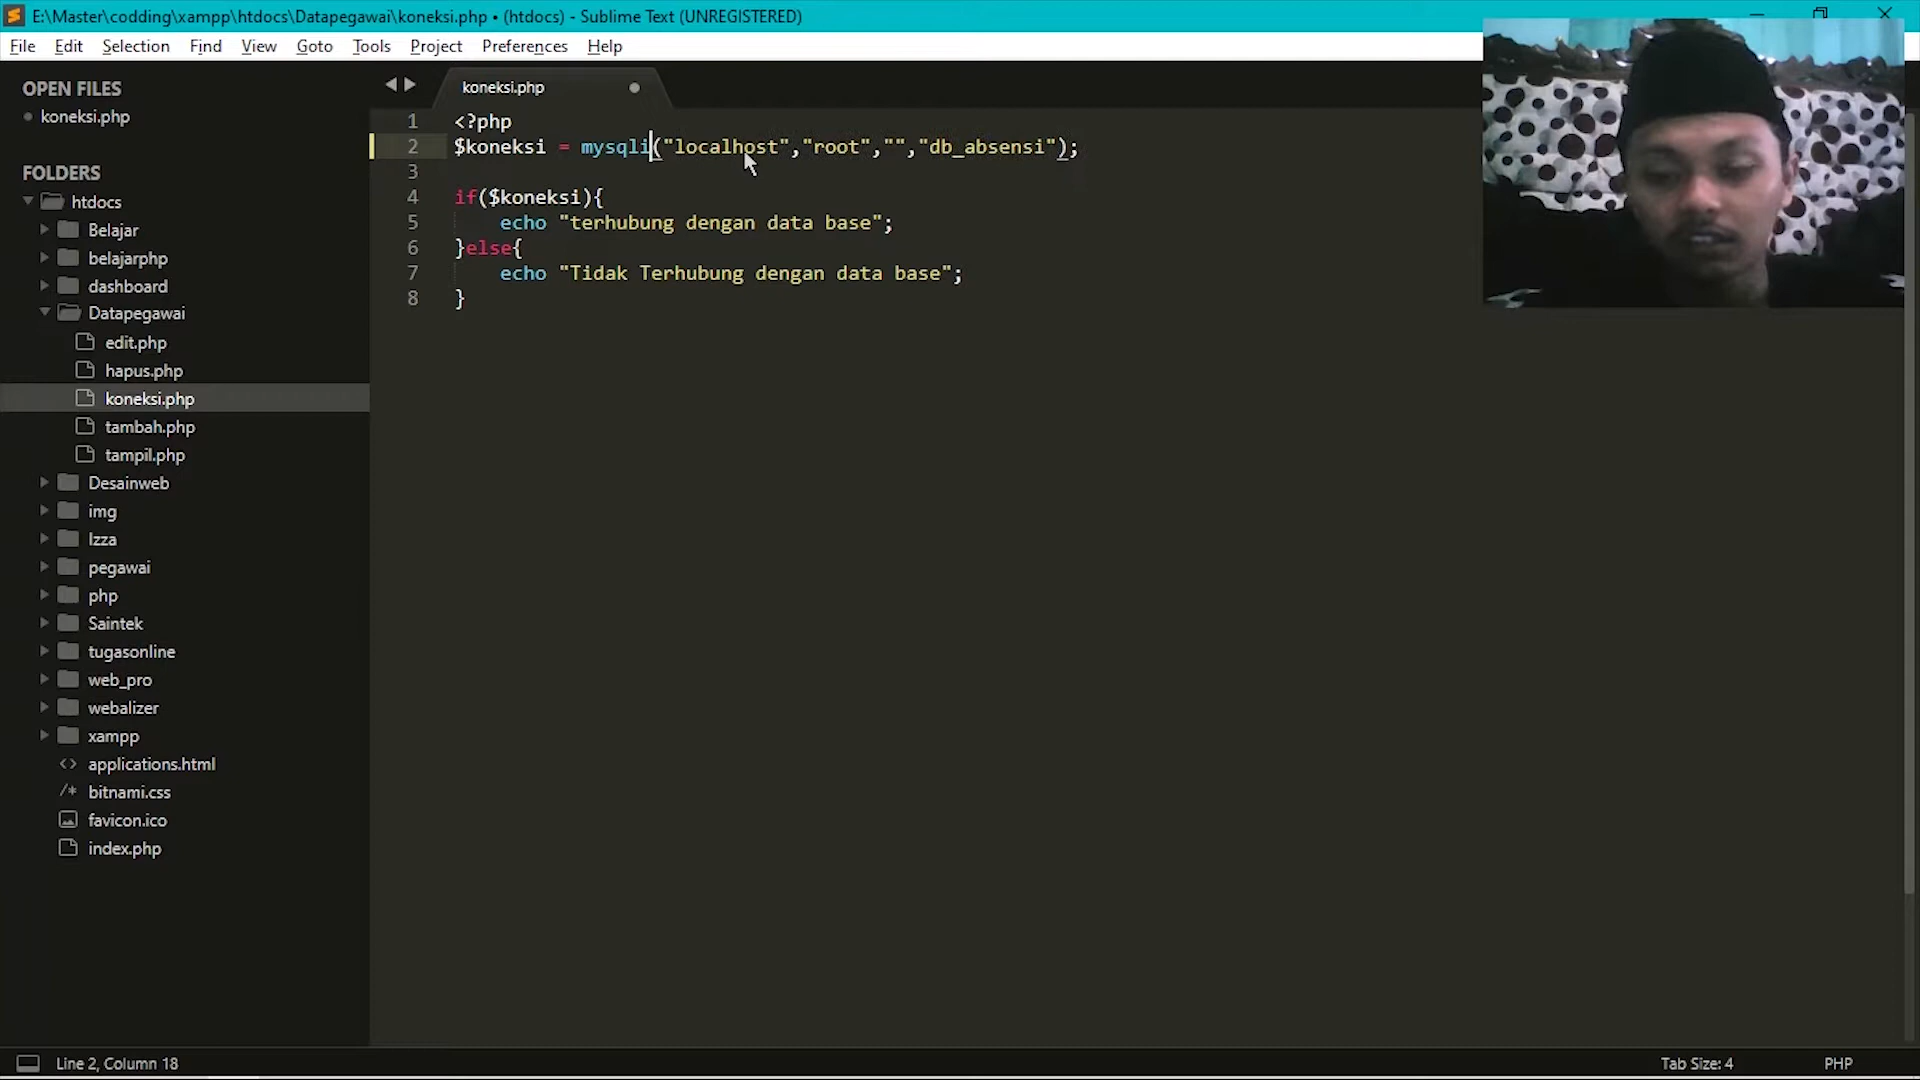 E:\Master\codding\xampp\htdocs\Datapegawai\koneksi.php • (htdocs) - Sublime Text (UNREGISTERED)
File Edit Selection Find View Goto Tools Project Preferences Help
OPEN FILES
koneksi.php
FOLDERS
htdocs
Belajar
belajarphp
dashboard
Datapegawai
edit.php
hapus.php
koneksi.php
tambah.php
tampil.php
Desainweb
img
Izza
pegawai
php
Saintek
tugasonline
web_pro
webalizer
xampp
<> applications.html
/* bitnami.css
favicon.ico
index.php
koneksi.php
1 <?php
2 $koneksi = mysqli("localhost","root","","db_absensi");
3
4 if($koneksi){
5 echo "terhubung dengan data base";
6 }else{
7 echo "Tidak Terhubung dengan data base";
8 }
Line 2, Column 18
Tab Size: 4
PHP